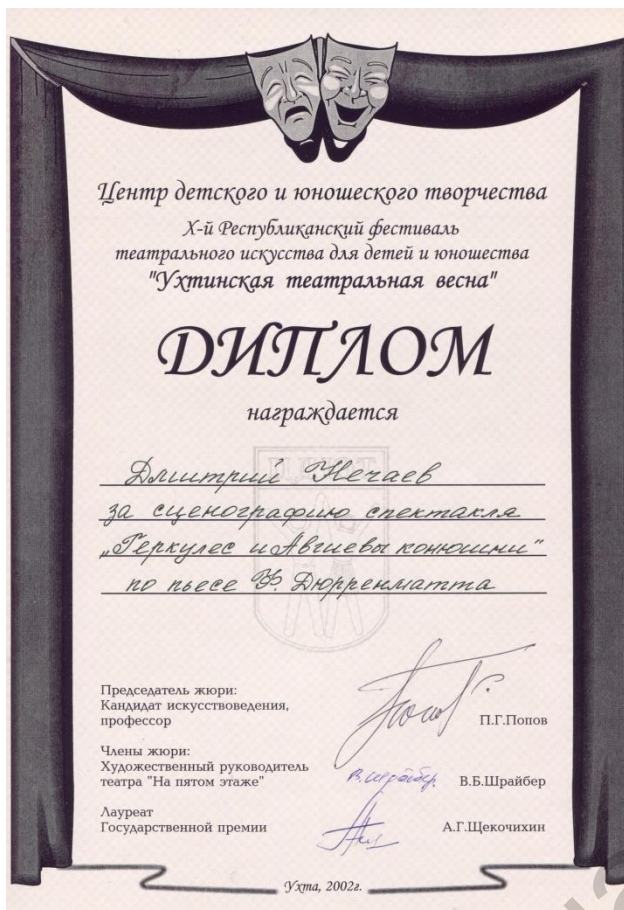 Центр детского и юношеского творчества
Х-й Республиканский фестиваль
театрального искусства для детей и юношества
"Ухтинская театральная весна"
ДИПЛОМ
награждается
Дмитрий Нечаев
за сценографию спектакля
„Геркулес и Авгиевы конюшни"
по пьесе Ф. Дюрренматта
Председатель жюри:
Кандидат искусствоведения,
профессор
Попов
П.Г.Попов
Члены жюри:
Художественный руководитель
театра "На пятом этаже"
В.Шрайбер
В.Б.Шрайбер
Лауреат
Государственной премии
А.Г.Щекочихин
Ухта, 2002г.